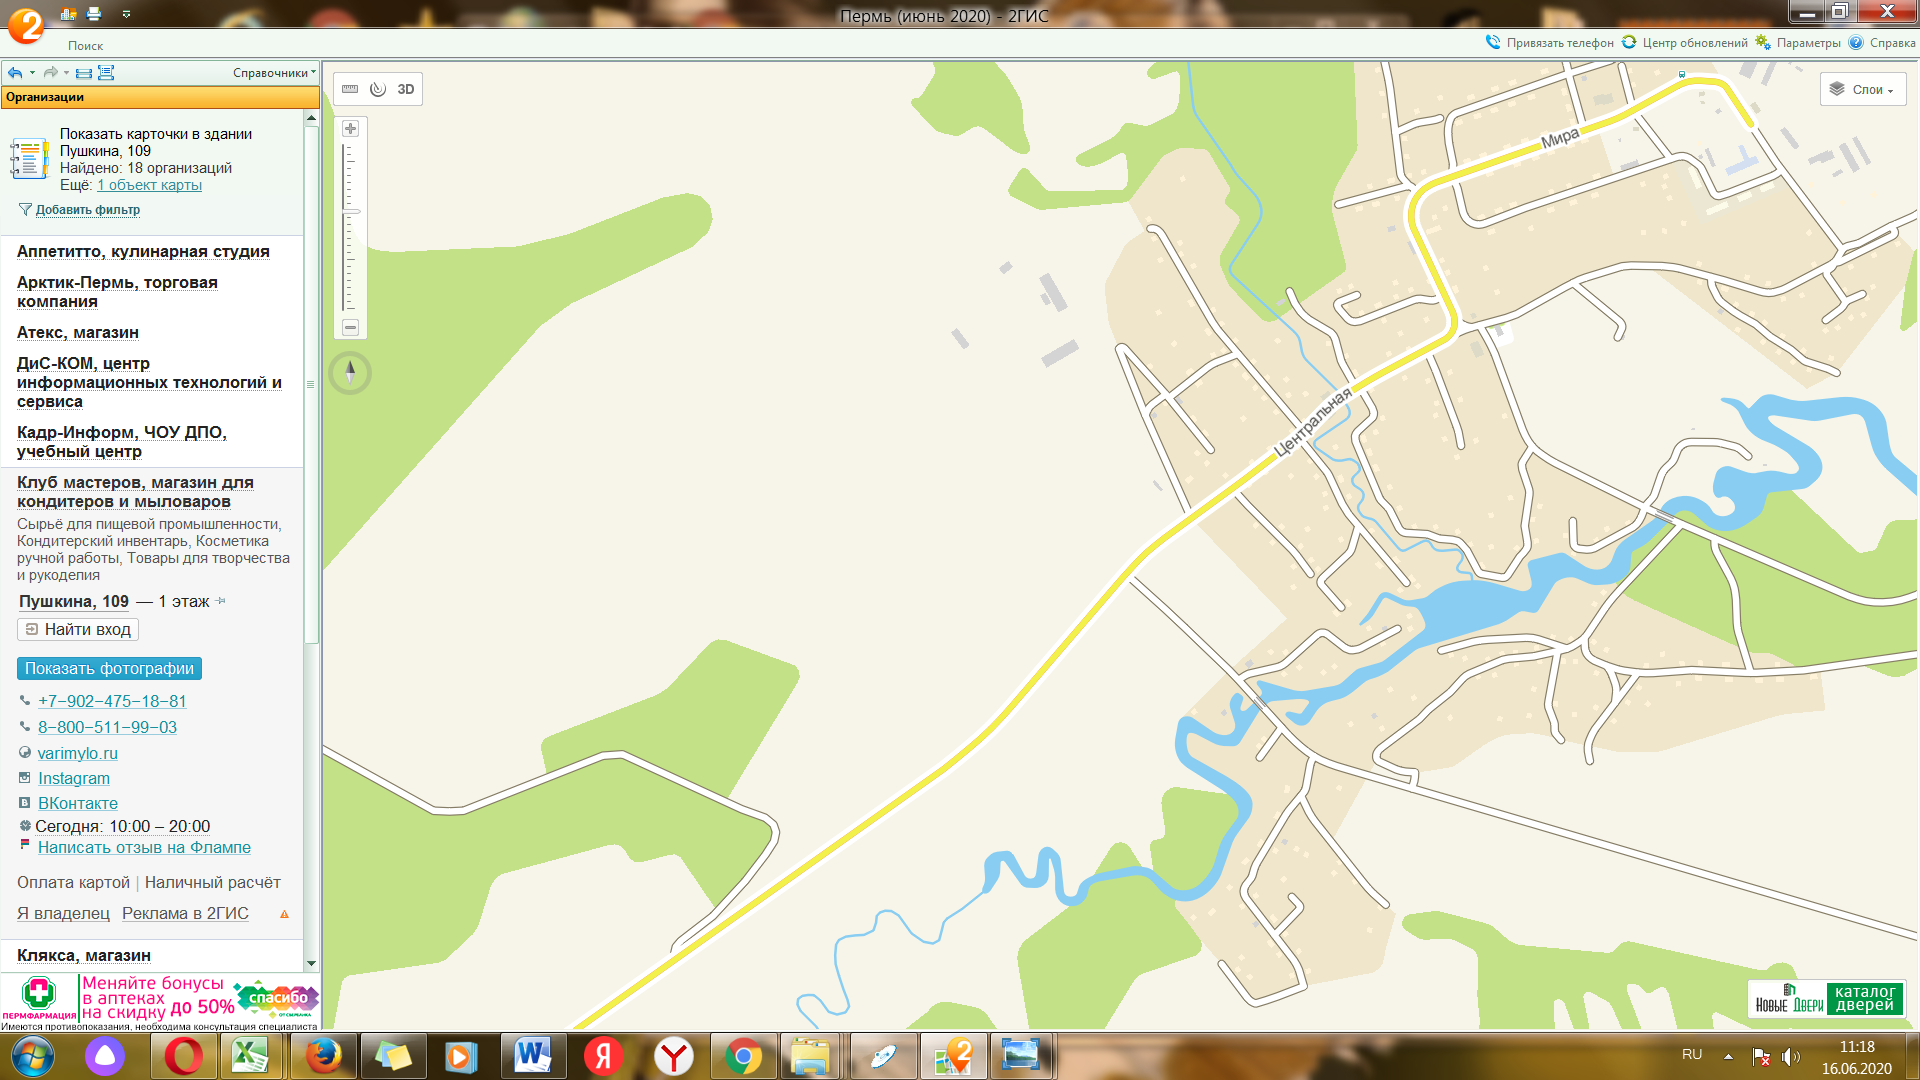 Пермь (июнь 2020) - 2ГИС
Поиск
Привязать телефон
Центр обновлений
Параметры
Справка
Справочники
Организации
Показать карточки в здании
Пушкина, 109
Найдено: 18 организаций
Ещё: 1 объект карты
Добавить фильтр
Аппетитто, кулинарная студия
Арктик-Пермь, торговая
компания
Атекс, магазин
ДиС-КОМ, центр
информационных технологий и
сервиса
Кадр-Информ, ЧОУ ДПО,
учебный центр
Клуб мастеров, магазин для
кондитеров и мыловаров
Сырьё для пищевой промышленности,
Кондитерский инвентарь, Косметика
ручной работы, Товары для творчества
и рукоделия
Пушкина, 109 — 1 этаж
Найти вход
Показать фотографии
+7−902−475−18−81
8−800−511−99−03
varimylo.ru
Instagram
ВКонтакте
Сегодня: 10:00 – 20:00
Написать отзыв на Флампе
Оплата картой | Наличный расчёт
Я владелец Реклама в 2ГИС
Клякса, магазин
ПЕРМФАРМАЦИЯ
Меняйте бонусы
в аптеках
на скидку до 50%
спасибо
от сбербанка
Имеются противопоказания, необходима консультация специалиста
3D
Слои
Мира
Центральная
Новые Двери
каталог
дверей
RU
11:18
16.06.2020